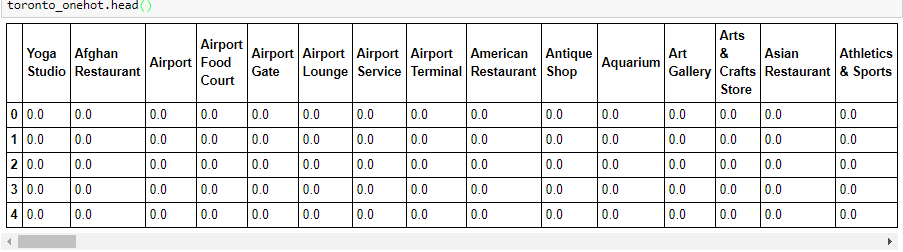 toronto_onehot.head()
Yoga Studio Afghan Restaurant Airport Airport Food Court Airport Gate Airport Lounge Airport Service Airport Terminal American Restaurant Antique Shop Aquarium Art Gallery Arts & Crafts Store Asian Restaurant Athletics & Sports
0 0.0 0.0 0.0 0.0 0.0 0.0 0.0 0.0 0.0 0.0 0.0 0.0 0.0 0.0 0.0
1 0.0 0.0 0.0 0.0 0.0 0.0 0.0 0.0 0.0 0.0 0.0 0.0 0.0 0.0 0.0
2 0.0 0.0 0.0 0.0 0.0 0.0 0.0 0.0 0.0 0.0 0.0 0.0 0.0 0.0 0.0
3 0.0 0.0 0.0 0.0 0.0 0.0 0.0 0.0 0.0 0.0 0.0 0.0 0.0 0.0 0.0
4 0.0 0.0 0.0 0.0 0.0 0.0 0.0 0.0 0.0 0.0 0.0 0.0 0.0 0.0 0.0